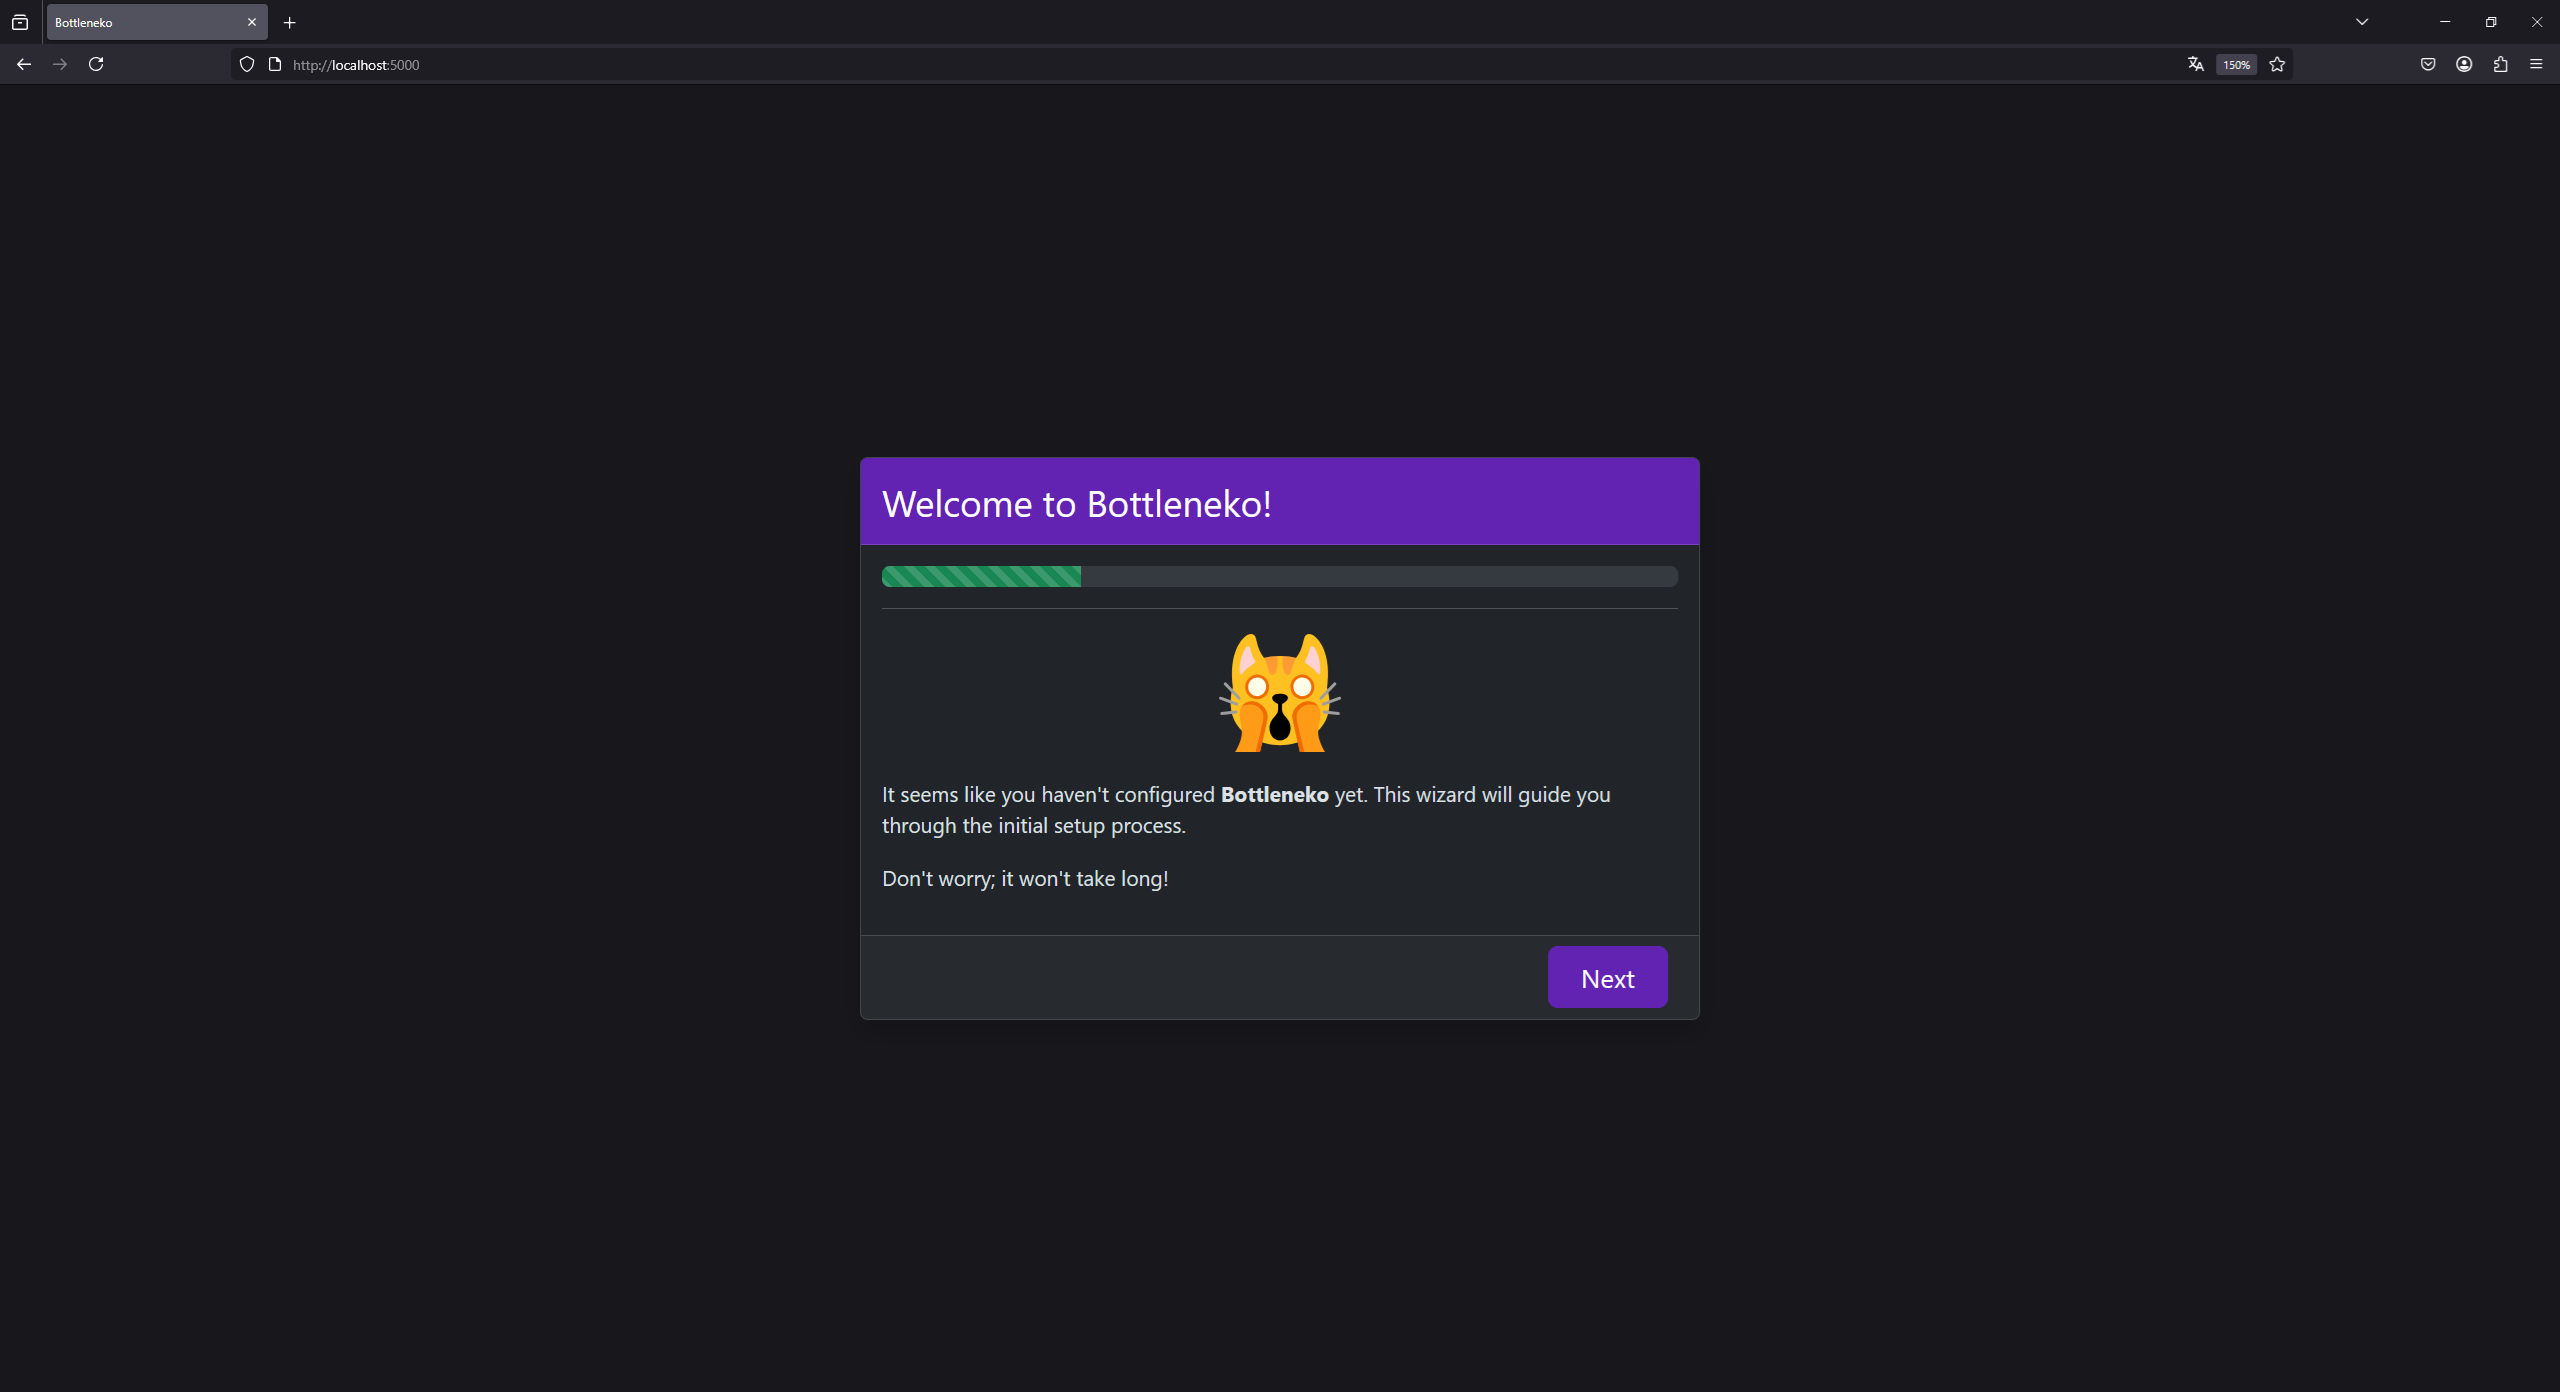 Bottleneko
http://localhost:5000
150%
Welcome to Bottleneko!
It seems like you haven't configured Bottleneko yet. This wizard will guide you
through the initial setup process.
Don't worry; it won't take long!
Next